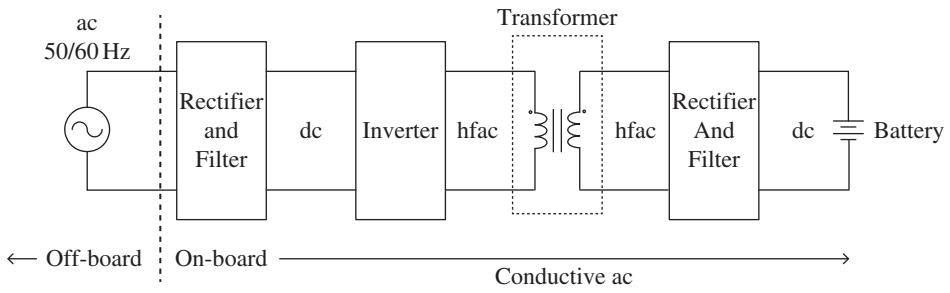 Transformer
ac
50/60 Hz
Rectifier
and
Filter
dc
Inverter
hfac
hfac
Rectifier
And
Filter
dc
Battery
Off-board
On-board
Conductive ac